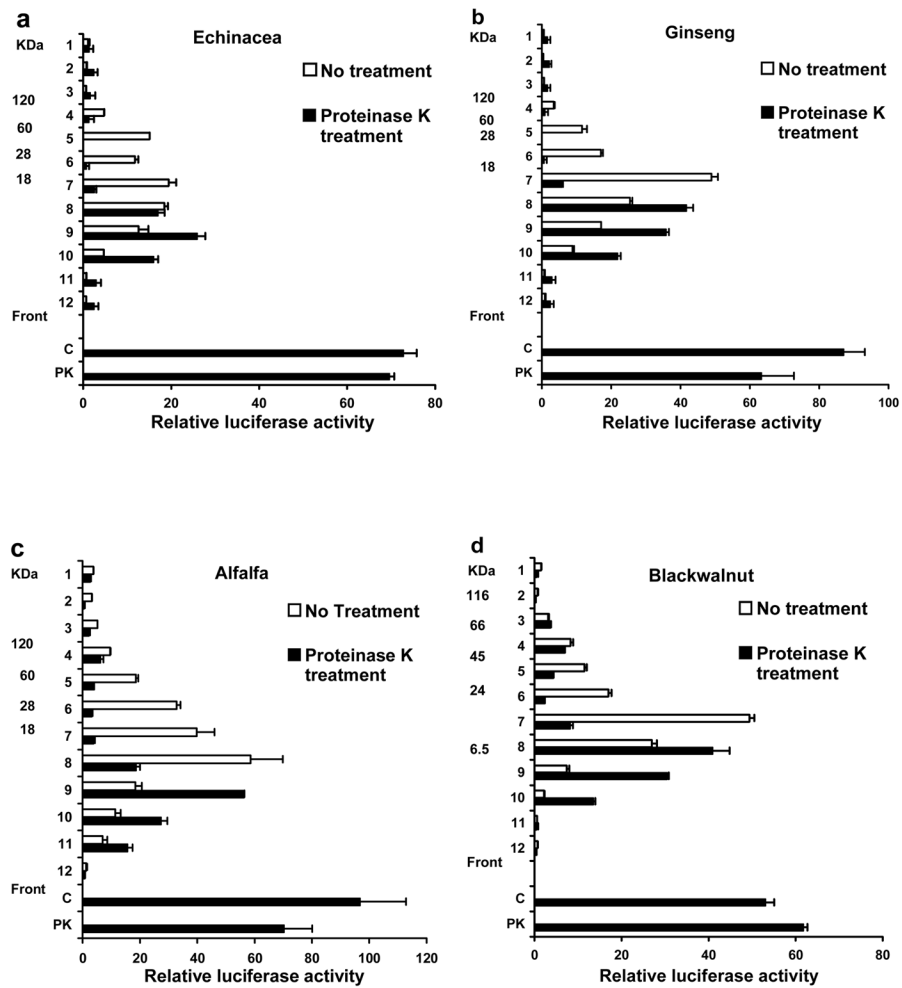 a
Echinacea
KDa
No treatment
Proteinase K
treatment
1
2
3
120
4
60
5
28
6
18
7
8
9
10
11
12
Front
C
PK
0 20 40 60 80
Relative luciferase activity
b
Ginseng
KDa
No treatment
Proteinase K
treatment
1
2
3
120
4
60
28
5
6
18
7
8
9
10
11
12
Front
C
PK
0 20 40 60 80 100
Relative luciferase activity
c
Alfalfa
KDa
No Treatment
Proteinase K
treatment
1
2
3
120
4
60
5
28
6
18
7
8
9
10
11
12
Front
C
PK
0 20 40 60 80 100 120
Relative luciferase activity
d
Blackwalnut
KDa
No treatment
Proteinase K
treatment
1
116
2
66
3
4
45
5
24
6
7
6.5
8
9
10
11
12
Front
C
PK
0 20 40 60 80
Relative luciferase activity